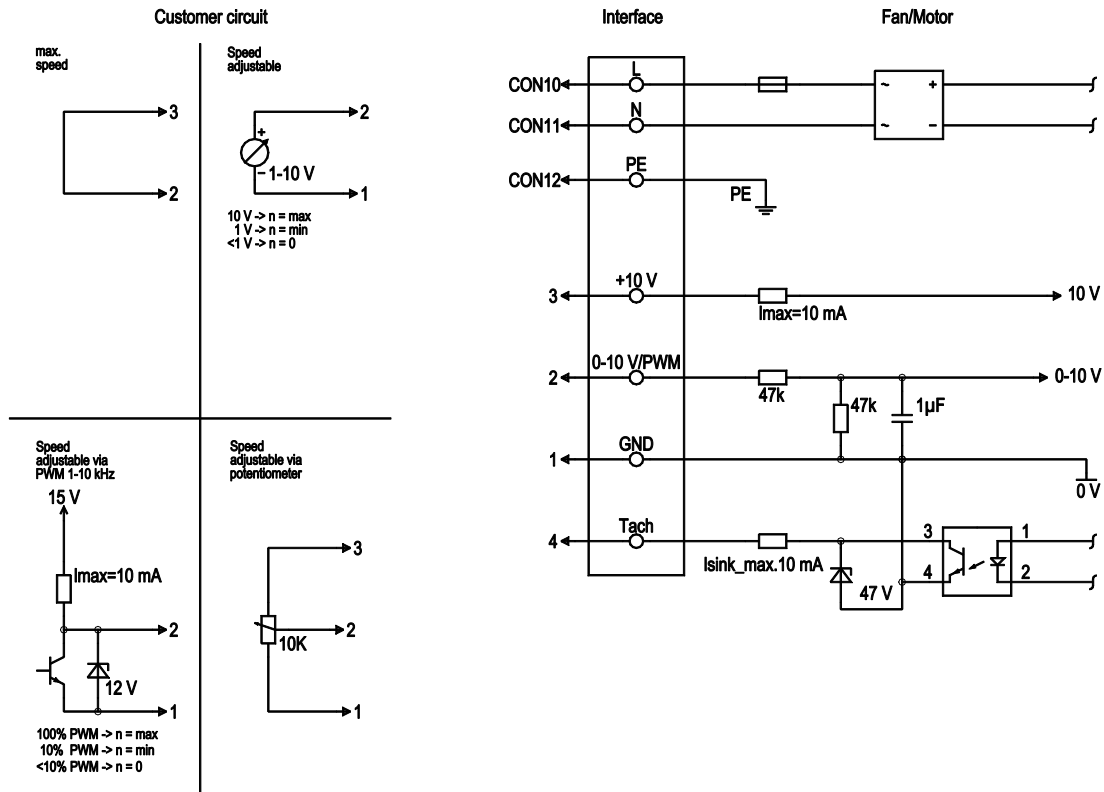 Customer circuit
Interface
Fan/Motor
max.
speed
3
2
Speed
adjustable
2
+
– 1-10 V
1
10 V -> n = max
1 V -> n = min
<1 V -> n = 0
Speed
adjustable via
PWM 1-10 kHz
15 V
Imax=10 mA
2
12 V
1
100% PWM -> n = max
10% PWM -> n = min
<10% PWM -> n = 0
Speed
adjustable via
potentiometer
3
2
10K
1
L
CON10
~ +
N
CON11
~ –
PE
CON12
PE
+10 V
3
10 V
Imax=10 mA
0-10 V/PWM
2
0-10 V
47k
47k
1µF
GND
1
0 V
Tach
4
3
1
Isink_max.10 mA
4
2
47 V